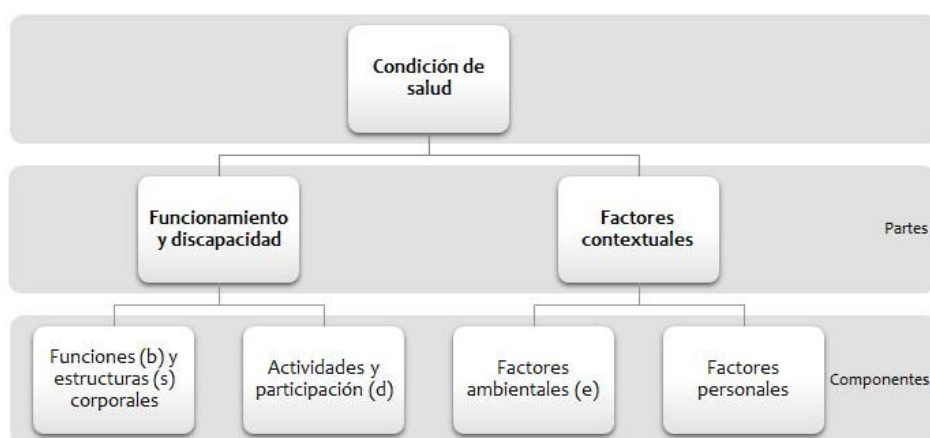 Condición de
salud
Funcionamiento
y discapacidad
Factores
contextuales
Partes
Funciones (b) y
estructuras (s)
corporales
Actividades y
participación (d)
Factores
ambientales (e)
Factores
personales
Componentes